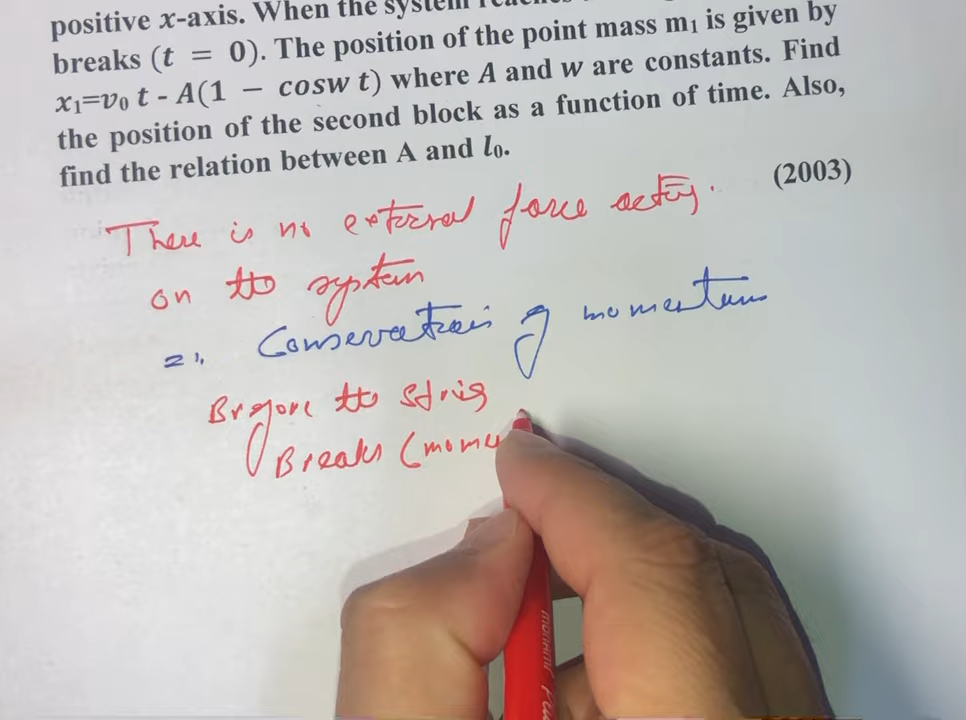 positive x-axis. When the system reaches
breaks (t = 0). The position of the point mass m₁ is given by
x₁=v₀ t - A(1 − cosw t) where A and w are constants. Find
the position of the second block as a function of time. Also,
find the relation between A and l₀.
(2003)
There is no external force acting.
on the system
Conservation of momentum
Before the string
Breaks (mome